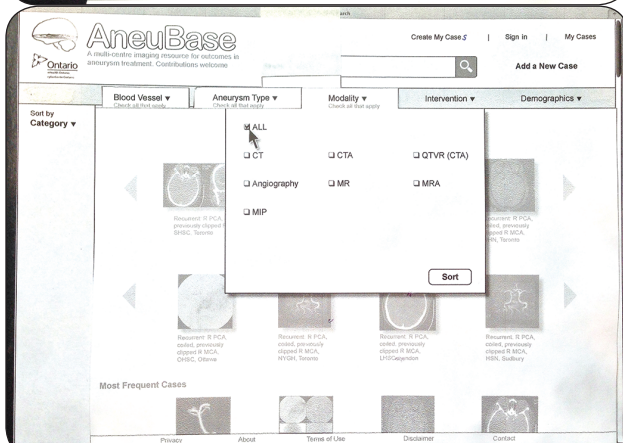 AneuBase
A multi-centre imaging resource for outcomes in
aneurysm treatment. Contributions welcome
Ontario
Create My Case s | Sign in | My Cases
Add a New Case
Blood Vessel ▼
Check all that apply
Aneurysm Type ▼
Check all that apply
Modality ▼
Check all that apply
Intervention ▼
Demographics ▼
Sort by
Category ▼
ALL
CT
CTA
QTVR (CTA)
Angiography
MR
MRA
MIP
Sort
Recurrent: R PCA,
previously clipped
SHSC, Toronto
Recurrent: R PCA,
coiled, previously
clipped R MCA,
OHSC, Ottawa
Recurrent: R PCA,
coiled, previously
clipped R MCA,
NYGH, Toronto
Recurrent: R PCA,
coiled, previously
clipped R MCA,
Recurrent: R PCA,
coiled, previously
clipped R MCA,
HSN, Sudbury
Most Frequent Cases
Privacy
About
Terms of Use
Disclaimer
Contact